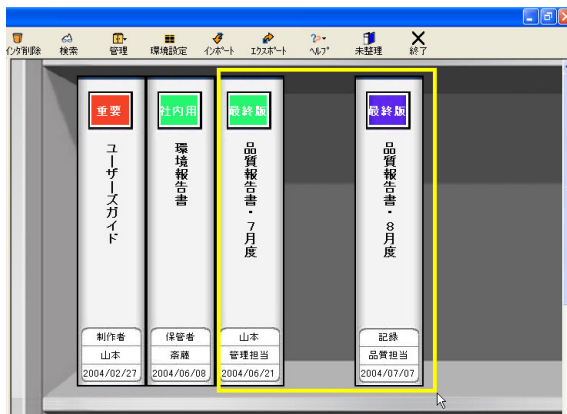 インタ削除 検索 管理 環境設定 インポート エクスポート ヘルプ 未整理 終了
重要
ユーザーズガイド
制作者
山本
2004/02/27
社内用
環境報告書
保管者
斎藤
2004/06/08
最終版
品質報告書・7月度
山本
管理担当
2004/06/21
最終版
品質報告書・8月度
記録
品質担当
2004/07/07